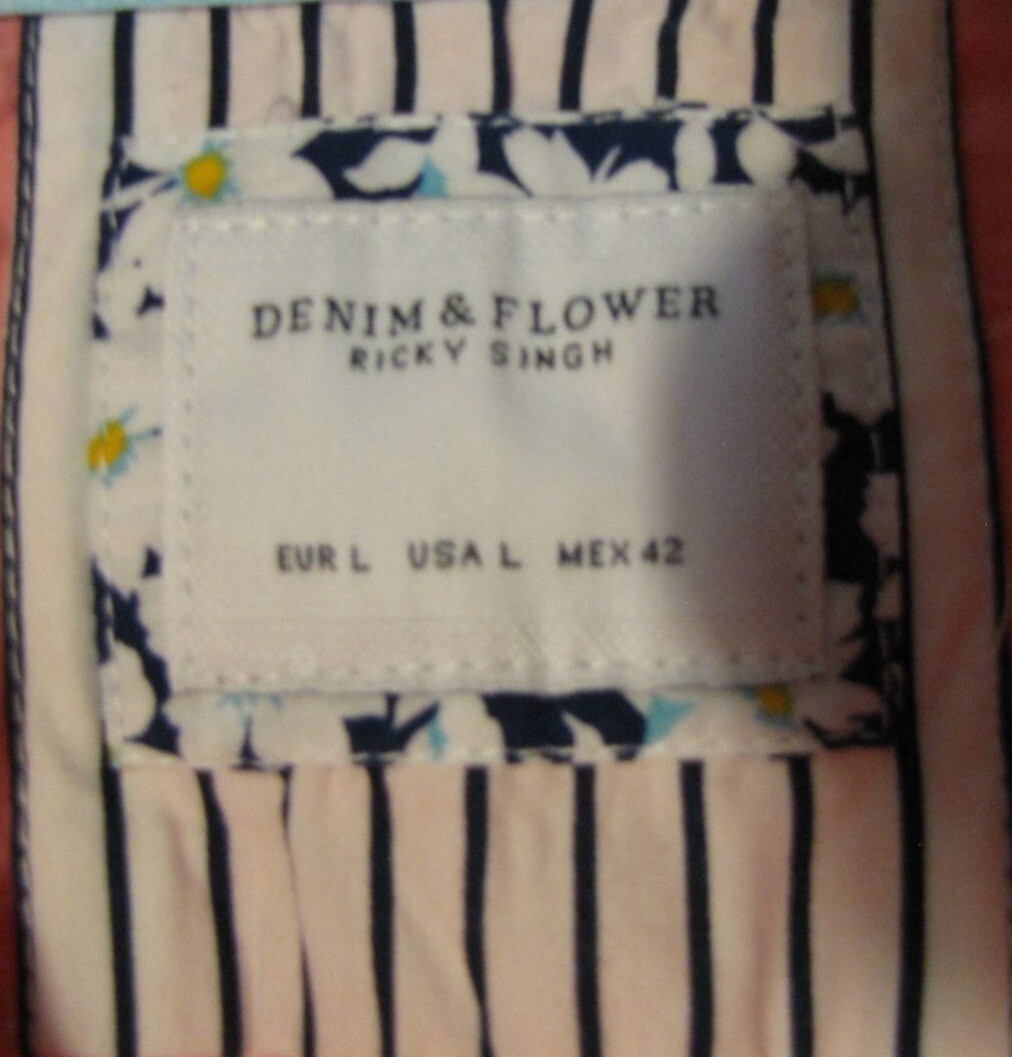 DENIM & FLOWER
RICKY SINGH
EUR L USA L MEX 42